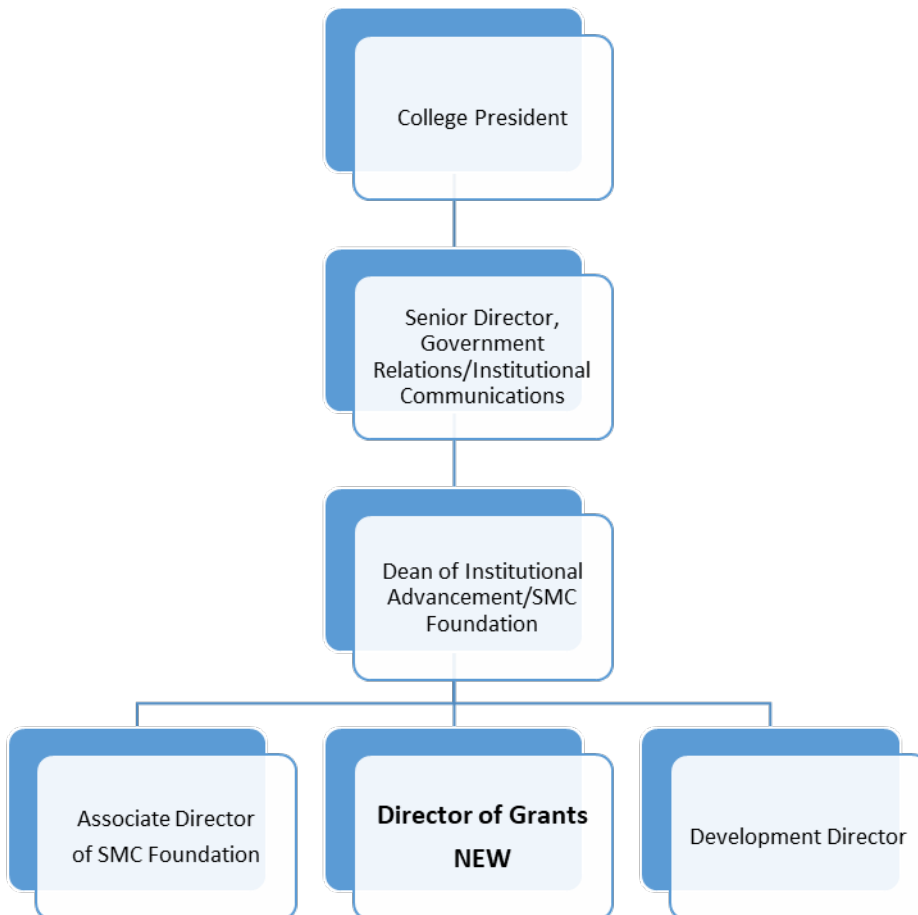 College President
Senior Director,
Government
Relations/Institutional
Communications
Dean of Institutional
Advancement/SMC
Foundation
Associate Director
of SMC Foundation
Director of Grants
NEW
Development Director